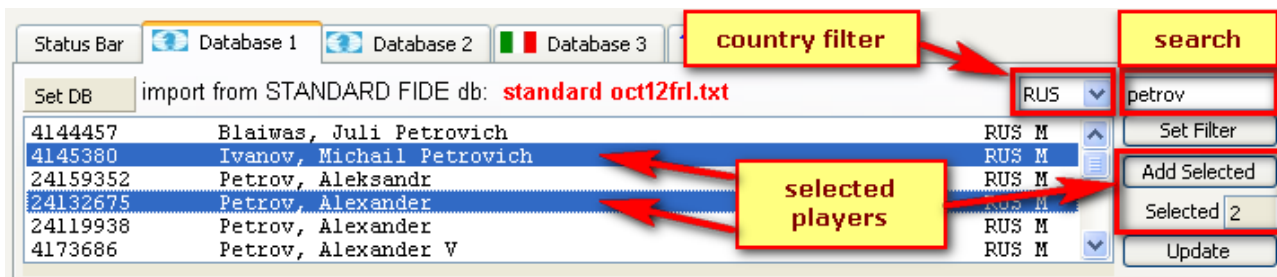 Status Bar Database 1 Database 2 Database 3 country filter search
Set DB import from STANDARD FIDE db: standard oct12frl.txt RUS petrov
4144457 Blaiwas, Juli Petrovich RUS M Set Filter
4145380 Ivanov, Michail Petrovich RUS M
24159352 Petrov, Aleksandr RUS M Add Selected
24132675 Petrov, Alexander RUS M
selected
players
Selected 2
24119938 Petrov, Alexander RUS M
4173686 Petrov, Alexander V RUS M Update